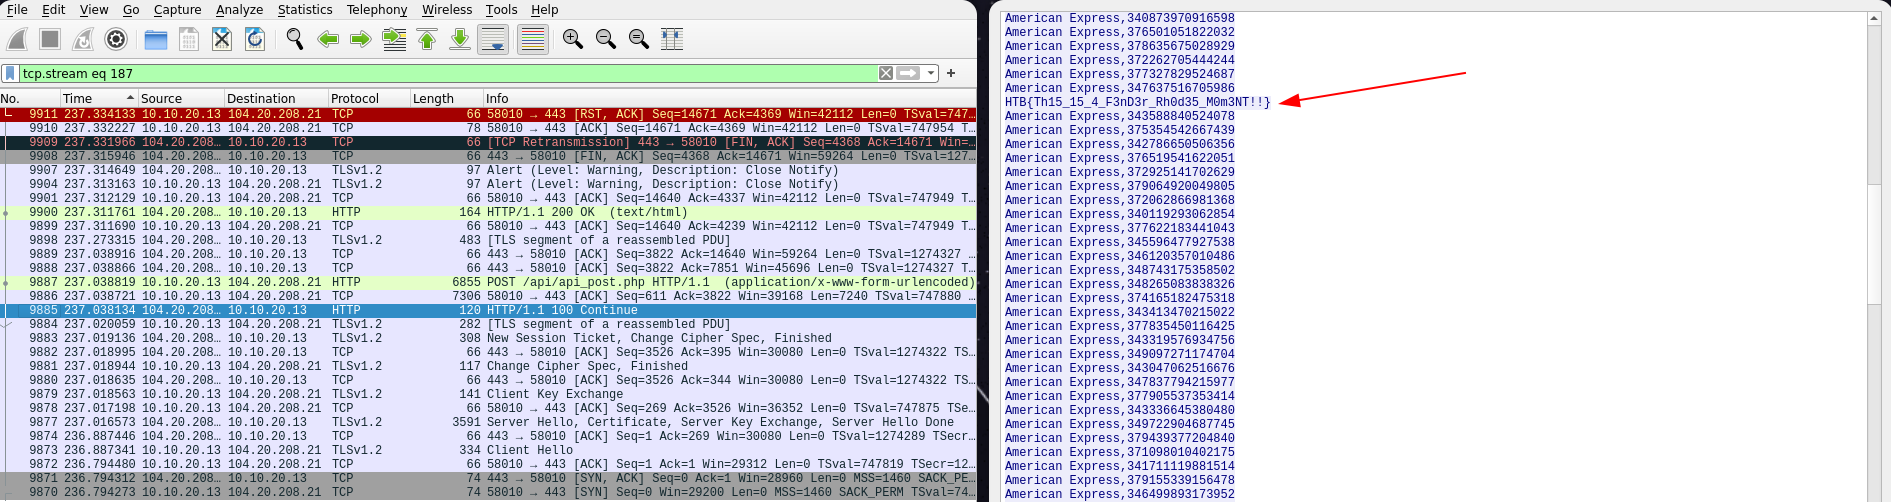 File Edit View Go Capture Analyze Statistics Telephony Wireless Tools Help
tcp.stream eq 187
No. Time Source Destination Protocol Length Info
9911 237.334133 10.10.20.13 104.20.208.21 TCP 66 58010 → 443 [RST, ACK] Seq=14671 Ack=4369 Win=42112 Len=0 TSval=747…
9910 237.332227 10.10.20.13 104.20.208.21 TCP 78 58010 → 443 [ACK] Seq=14671 Ack=4369 Win=42112 Len=0 TSval=747954 T…
9909 237.331966 104.20.208… 10.10.20.13 TCP 66 [TCP Retransmission] 443 → 58010 [FIN, ACK] Seq=4368 Ack=14671 Win=…
9908 237.315946 104.20.208… 10.10.20.13 TCP 66 443 → 58010 [FIN, ACK] Seq=4368 Ack=14671 Win=59264 Len=0 TSval=127…
9907 237.314649 104.20.208… 10.10.20.13 TLSv1.2 97 Alert (Level: Warning, Description: Close Notify)
9904 237.313163 10.10.20.13 104.20.208.21 TLSv1.2 97 Alert (Level: Warning, Description: Close Notify)
9901 237.312129 10.10.20.13 104.20.208.21 TCP 66 58010 → 443 [ACK] Seq=14640 Ack=4337 Win=42112 Len=0 TSval=747949 T…
9900 237.311761 104.20.208… 10.10.20.13 HTTP 164 HTTP/1.1 200 OK (text/html)
9899 237.311690 10.10.20.13 104.20.208.21 TCP 66 58010 → 443 [ACK] Seq=14640 Ack=4239 Win=42112 Len=0 TSval=747949 T…
9898 237.273315 104.20.208… 10.10.20.13 TLSv1.2 483 [TLS segment of a reassembled PDU]
9889 237.038916 104.20.208… 10.10.20.13 TCP 66 443 → 58010 [ACK] Seq=3822 Ack=14640 Win=59264 Len=0 TSval=1274327 …
9888 237.038866 104.20.208… 10.10.20.13 TCP 66 443 → 58010 [ACK] Seq=3822 Ack=7851 Win=45696 Len=0 TSval=1274327 T…
9887 237.038819 10.10.20.13 104.20.208.21 HTTP 6855 POST /api/api_post.php HTTP/1.1 (application/x-www-form-urlencoded)
9886 237.038721 10.10.20.13 104.20.208.21 TCP 7306 58010 → 443 [ACK] Seq=611 Ack=3822 Win=39168 Len=7240 TSval=747880 …
9885 237.038134 104.20.208… 10.10.20.13 HTTP 120 HTTP/1.1 100 Continue
9884 237.020059 10.10.20.13 104.20.208.21 TLSv1.2 282 [TLS segment of a reassembled PDU]
9883 237.019136 104.20.208… 10.10.20.13 TLSv1.2 308 New Session Ticket, Change Cipher Spec, Finished
9882 237.018995 104.20.208… 10.10.20.13 TCP 66 443 → 58010 [ACK] Seq=3526 Ack=395 Win=30080 Len=0 TSval=1274322 TS…
9881 237.018944 10.10.20.13 104.20.208.21 TLSv1.2 117 Change Cipher Spec, Finished
9880 237.018635 104.20.208… 10.10.20.13 TCP 66 443 → 58010 [ACK] Seq=3526 Ack=344 Win=30080 Len=0 TSval=1274322 TS…
9879 237.018563 10.10.20.13 104.20.208.21 TLSv1.2 141 Client Key Exchange
9878 237.017198 10.10.20.13 104.20.208.21 TCP 66 58010 → 443 [ACK] Seq=269 Ack=3526 Win=36352 Len=0 TSval=747875 TSe…
9877 237.016573 104.20.208… 10.10.20.13 TLSv1.2 3591 Server Hello, Certificate, Server Key Exchange, Server Hello Done
9874 236.887446 104.20.208… 10.10.20.13 TCP 66 443 → 58010 [ACK] Seq=1 Ack=269 Win=30080 Len=0 TSval=1274289 TSecr…
9873 236.887341 10.10.20.13 104.20.208.21 TLSv1.2 334 Client Hello
9872 236.794480 10.10.20.13 104.20.208.21 TCP 66 58010 → 443 [ACK] Seq=1 Ack=1 Win=29312 Len=0 TSval=747819 TSecr=12…
9871 236.794312 104.20.208… 10.10.20.13 TCP 74 443 → 58010 [SYN, ACK] Seq=0 Ack=1 Win=28960 Len=0 MSS=1460 SACK_PE…
9870 236.794273 10.10.20.13 104.20.208.21 TCP 74 58010 → 443 [SYN] Seq=0 Win=29200 Len=0 MSS=1460 SACK_PERM TSval=74…
American Express,340873970916598
American Express,376501051822032
American Express,378635675028929
American Express,372262705444244
American Express,377327829524687
American Express,347637516705986
HTB{Th15_15_4_F3nD3r_Rh0d35_M0m3NT!!}
American Express,343588840524078
American Express,375354542667439
American Express,342786650506356
American Express,376519541622051
American Express,372925141702629
American Express,379064920049805
American Express,372062866981368
American Express,340119293062854
American Express,377622183441043
American Express,345596477927538
American Express,346120357010486
American Express,348743175358502
American Express,348265083838326
American Express,374165182475318
American Express,343413470215022
American Express,377835450116425
American Express,343319576934756
American Express,349097271174704
American Express,343047062516676
American Express,347837794215977
American Express,377905537353414
American Express,343336645380480
American Express,349722904687745
American Express,379439377204840
American Express,371098010402175
American Express,341711119881514
American Express,379155339156478
American Express,346499893173952